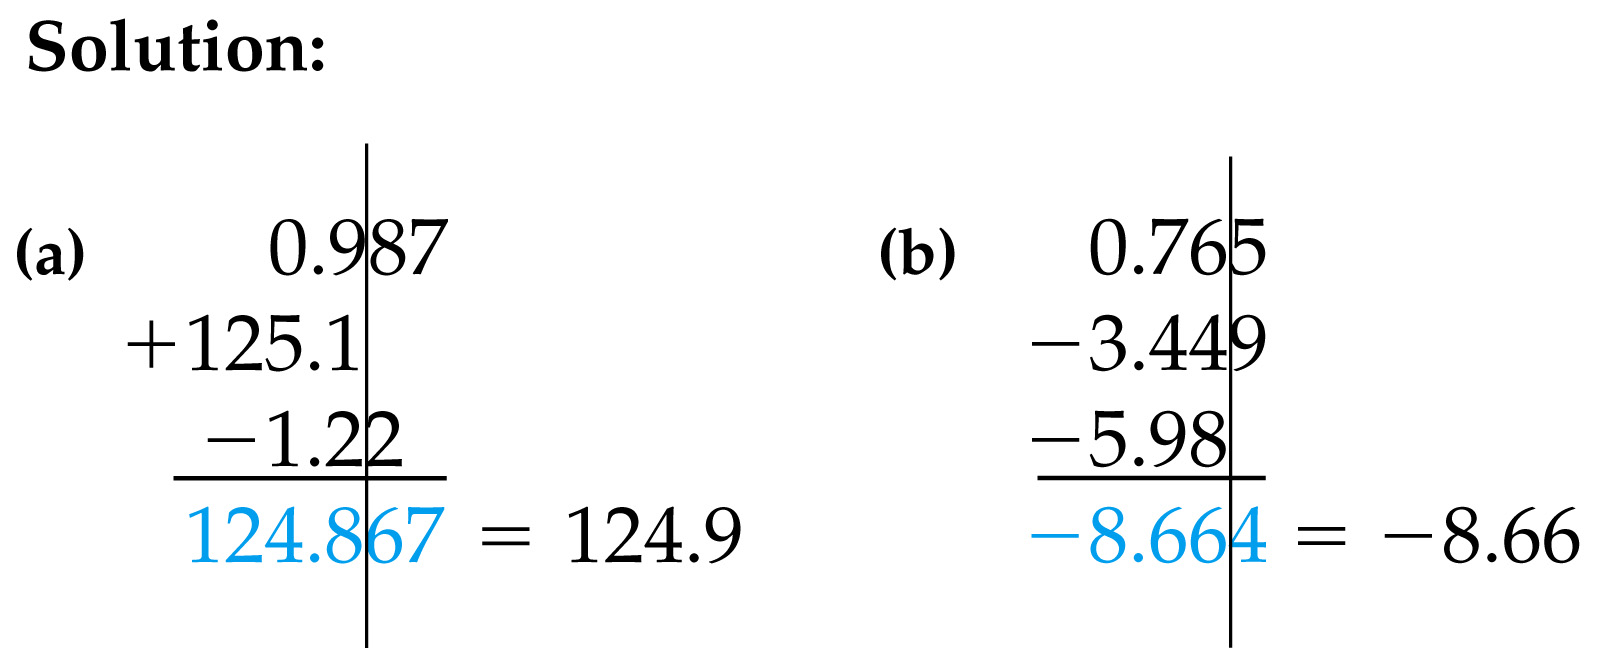 Solution:
(a) 0.987
+125.1
−1.22
124.867 = 124.9
(b) 0.765
−3.449
−5.98
−8.664 = −8.66